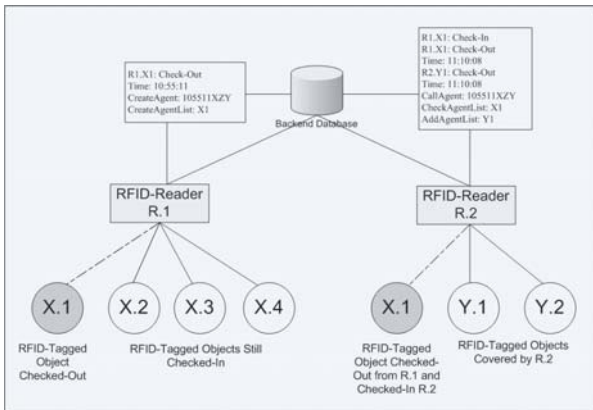 R1.X1: Check-Out
Time: 10:55:11
CreateAgent: 105511XZY
CreateAgentList: X1
Backend Database
R1.X1: Check-In
R1.X1: Check-Out
Time: 11:10:08
R2.Y1: Check-Out
Time: 11:10:08
CallAgent: 105511XZY
CheckAgentList: X1
AddAgentList: Y1
RFID-Reader
R.1
RFID-Reader
R.2
X.1
X.2
X.3
X.4
X.1
Y.1
Y.2
RFID-Tagged
Object
Checked-Out
RFID-Tagged Objects Still
Checked-In
RFID-Tagged
Object Checked-
Out from R.1 and
Checked-In R.2
RFID-Tagged Objects
Covered by R.2